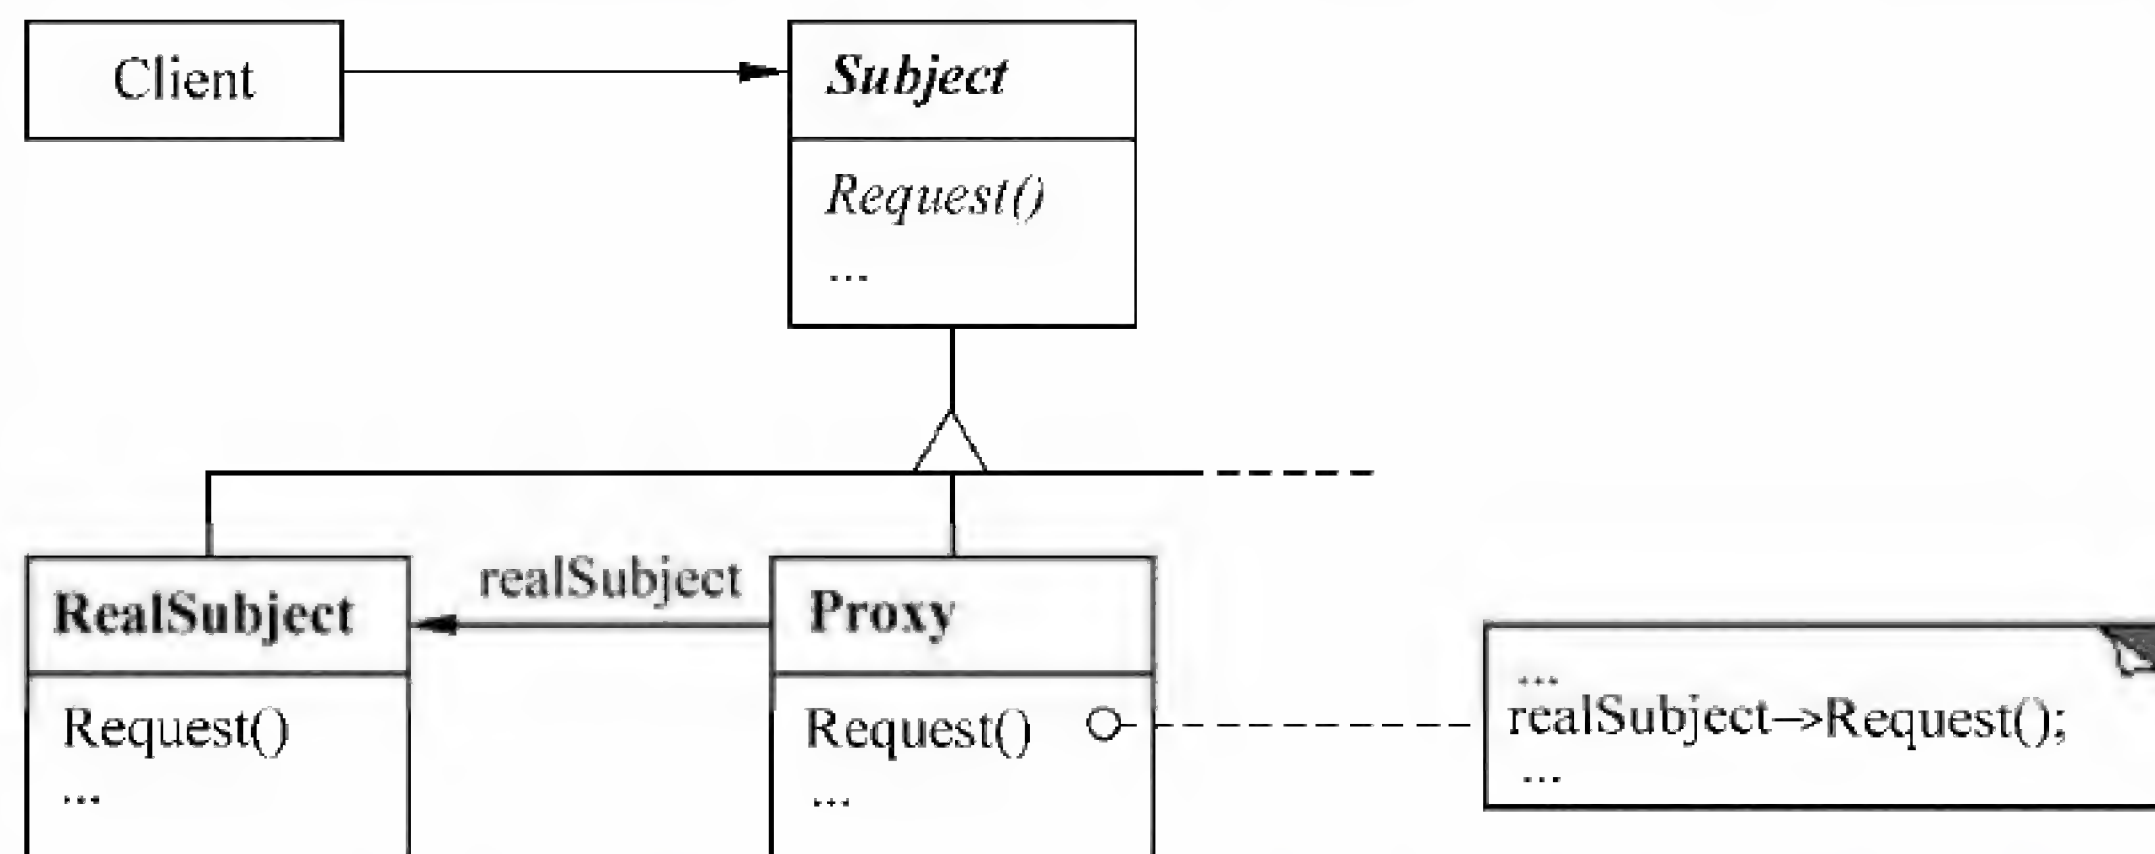 Client
Subject
Request()
...
realSubject
RealSubject
Request()
...
Proxy
Request()
...
...
realSubject->Request();
...